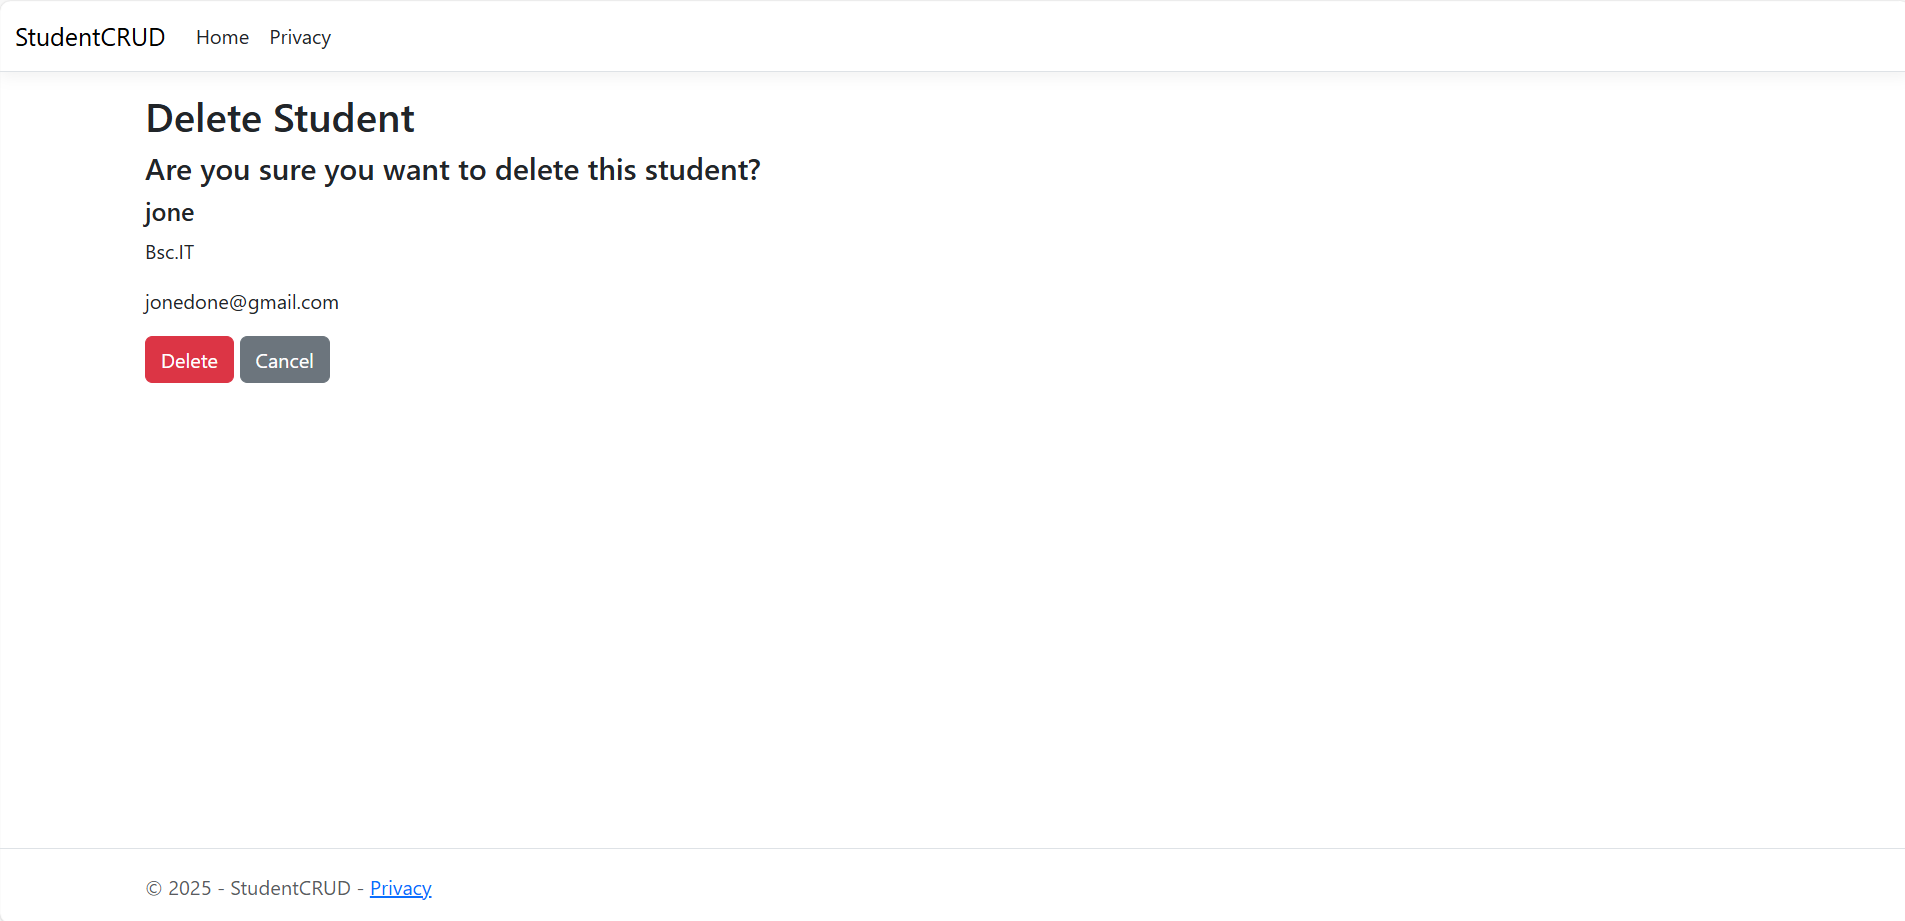 StudentCRUD Home Privacy
Delete Student
Are you sure you want to delete this student?
jone
Bsc.IT
jonedone@gmail.com
Delete Cancel
© 2025 - StudentCRUD - Privacy